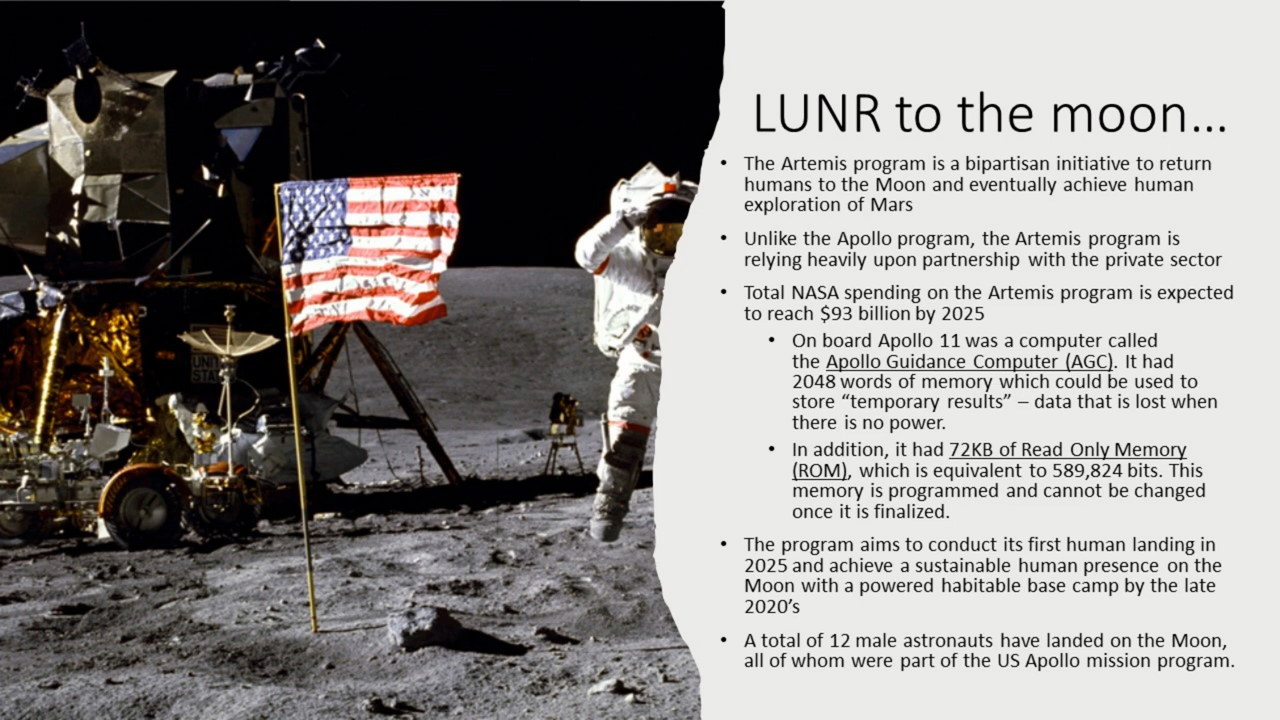 LUNR to the moon…
• The Artemis program is a bipartisan initiative to return
humans to the Moon and eventually achieve human
exploration of Mars
• Unlike the Apollo program, the Artemis program is
relying heavily upon partnership with the private sector
• Total NASA spending on the Artemis program is expected
to reach $93 billion by 2025
• On board Apollo 11 was a computer called
the Apollo Guidance Computer (AGC). It had
2048 words of memory which could be used to
store “temporary results” – data that is lost when
there is no power.
• In addition, it had 72KB of Read Only Memory
(ROM), which is equivalent to 589,824 bits. This
memory is programmed and cannot be changed
once it is finalized.
• The program aims to conduct its first human landing in
2025 and achieve a sustainable human presence on the
Moon with a powered habitable base camp by the late
2020’s
• A total of 12 male astronauts have landed on the Moon,
all of whom were part of the US Apollo mission program.